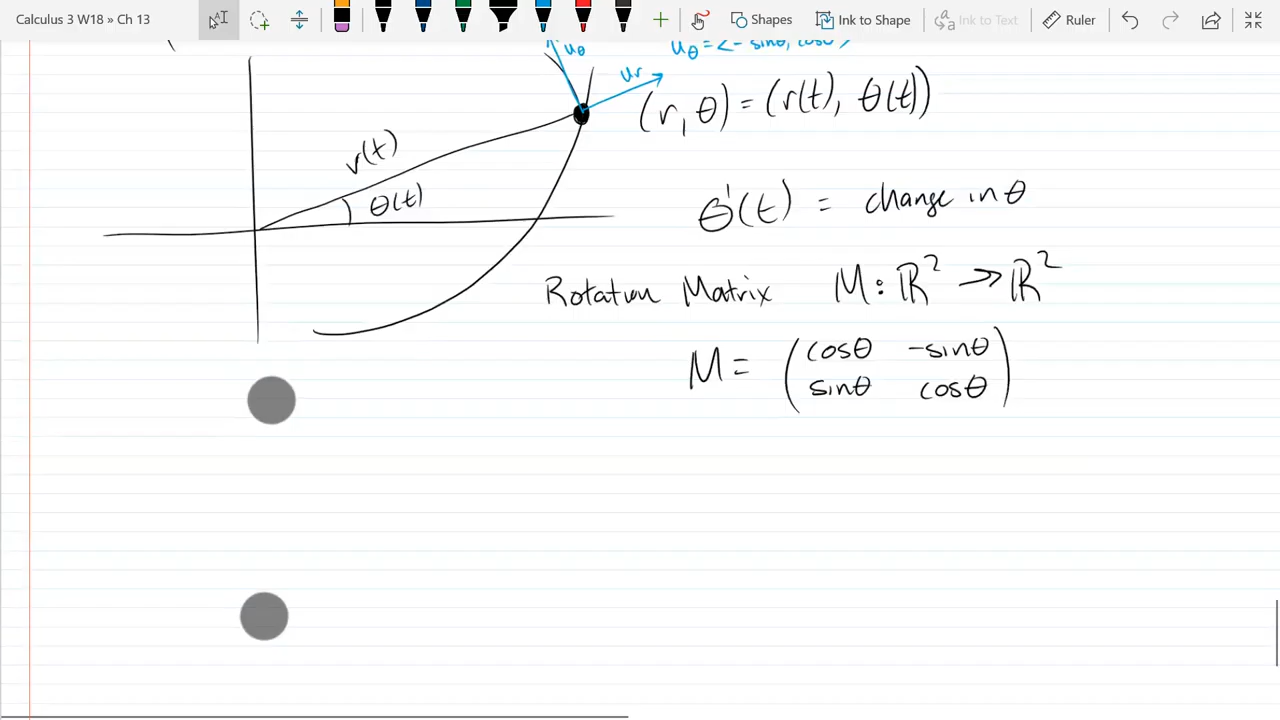 Calculus 3 W18 » Ch 13
Shapes
Ink to Shape
Ink to Text
Ruler
uθ
uθ = <- sinθ, cosθ >
ur
(r, θ) = (r(t), θ(t))
r(t)
θ(t)
θ'(t) = change in θ
Rotation Matrix M: ℝ² → ℝ²
M = ( cosθ -sinθ
sinθ cosθ )